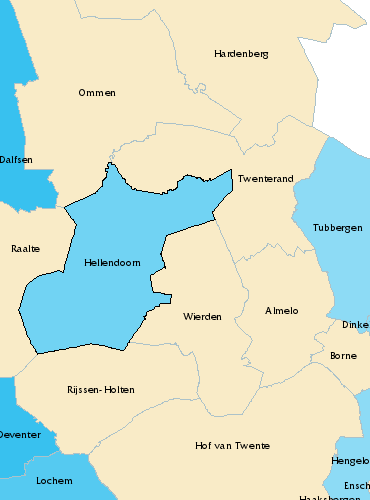 Hardenberg
Ommen
Dalfsen
Twenterand
Tubbergen
Raalte
Hellendoorn
Almelo
Wierden
Dinke
Borne
Rijssen-Holten
Deventer
Hof van Twente
Hengelo
Lochem
Ensch
Haaksbergen